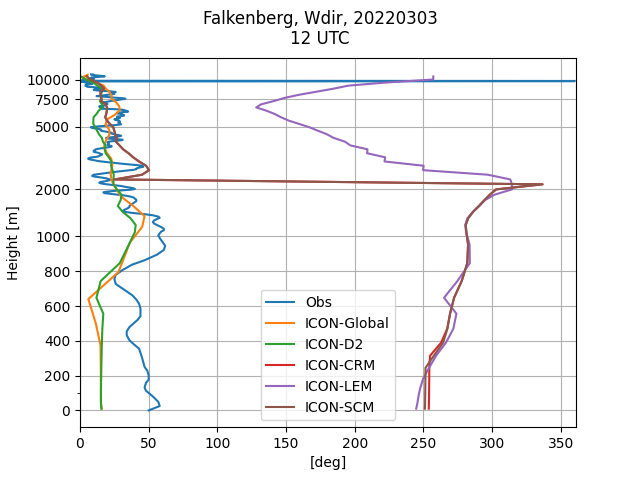 Falkenberg, Wdir, 20220303
12 UTC
Height [m]
10000
7500
5000
2000
1000
800
600
400
200
0
Obs
ICON-Global
ICON-D2
ICON-CRM
ICON-LEM
ICON-SCM
0 50 100 150 200 250 300 350
[deg]